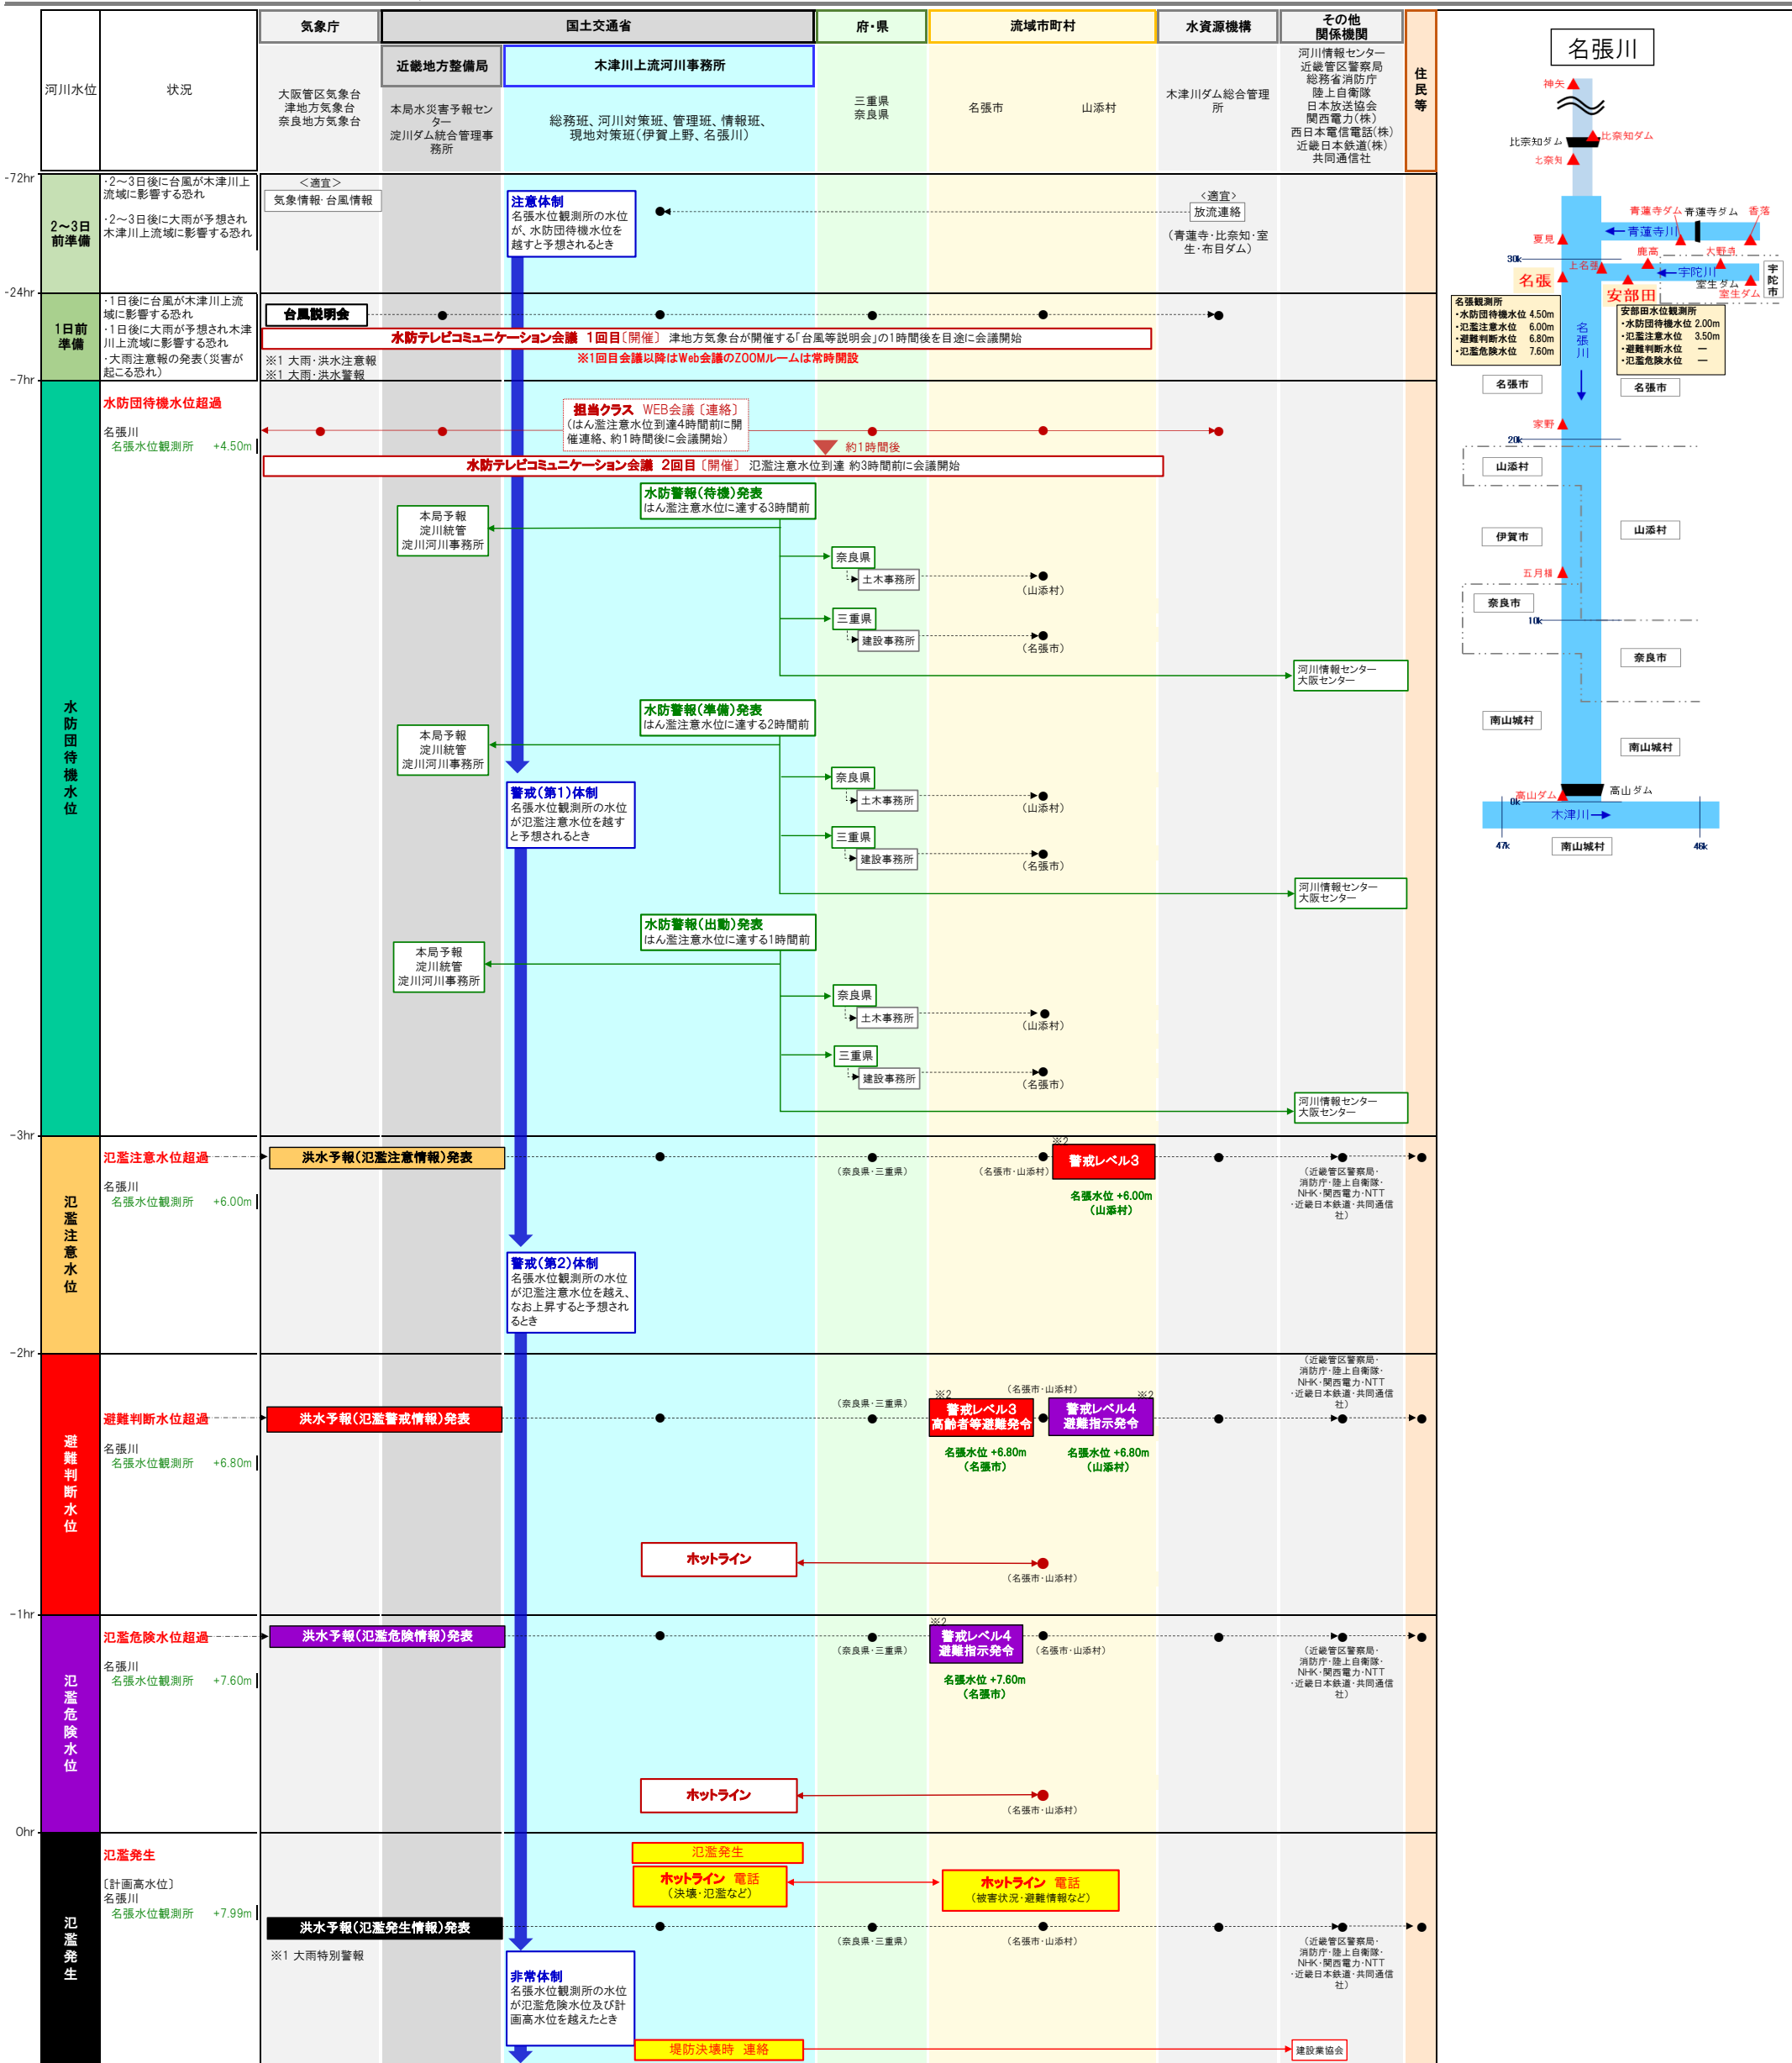 河川水位
状況
気象庁
国土交通省
府・県
流域市町村
水資源機構
その他
関係機関
住民等
近畿地方整備局
木津川上流河川事務所
大阪管区気象台
津地方気象台
奈良地方気象台
本局水災害予報セン
ター
淀川ダム統合管理事
務所
総務班、河川対策班、管理班、情報班、
現地対策班(伊賀上野、名張川)
三重県
奈良県
名張市
山添村
木津川ダム総合管理
所
河川情報センター
近畿管区警察局
総務省消防庁
陸上自衛隊
日本放送協会
関西電力(株)
西日本電信電話(株)
近畿日本鉄道(株)
共同通信社
-72hr
2～3日
前準備
・2～3日後に台風が木津川上
流域に影響する恐れ
・2～3日後に大雨が予想され
木津川上流域に影響する恐れ
＜適宜＞
気象情報・台風情報
注意体制
名張水位観測所の水位
が、水防団待機水位を
越すと予想されるとき
＜適宜＞
放流連絡
(青蓮寺・比奈知・室
生・布目ダム)
-24hr
1日前
準備
・1日後に台風が木津川上流
域に影響する恐れ
・1日後に大雨が予想され木津
川上流域に影響する恐れ
・大雨注意報の発表(災害が
起こる恐れ)
台風説明会
水防テレビコミュニケーション会議 1回目〔開催〕 津地方気象台が開催する「台風等説明会」の1時間後を目途に会議開始
※1 大雨・洪水注意報
※1 大雨・洪水警報
※1回目会議以降はWeb会議のZOOMルームは常時開設
-7hr
水防団待機水位
水防団待機水位超過
名張川
名張水位観測所 +4.50m
担当クラス WEB会議〔連絡〕
(はん濫注意水位到達4時間前に開
催連絡、約1時間後に会議開始)
約1時間後
水防テレビコミュニケーション会議 2回目〔開催〕 氾濫注意水位到達 約3時間前に会議開始
水防警報(待機)発表
はん濫注意水位に達する3時間前
本局予報
淀川統管
淀川河川事務所
奈良県
土木事務所
(山添村)
三重県
建設事務所
(名張市)
河川情報センター
大阪センター
水防警報(準備)発表
はん濫注意水位に達する2時間前
本局予報
淀川統管
淀川河川事務所
奈良県
土木事務所
(山添村)
警戒(第1)体制
名張水位観測所の水位
が氾濫注意水位を越す
と予想されるとき
三重県
建設事務所
(名張市)
河川情報センター
大阪センター
水防警報(出動)発表
はん濫注意水位に達する1時間前
本局予報
淀川統管
淀川河川事務所
奈良県
土木事務所
(山添村)
三重県
建設事務所
(名張市)
河川情報センター
大阪センター
-3hr
氾濫注意水位
氾濫注意水位超過
名張川
名張水位観測所 +6.00m
洪水予報(氾濫注意情報)発表
(奈良県・三重県)
(名張市・山添村)
※2
警戒レベル3
名張水位 +6.00m
(山添村)
(近畿管区警察局・
消防庁・陸上自衛隊・
NHK・関西電力・NTT
・近畿日本鉄道・共同通信
社)
警戒(第2)体制
名張水位観測所の水位
が氾濫注意水位を越え、
なお上昇すると予想され
るとき
-2hr
避難判断水位
避難判断水位超過
名張川
名張水位観測所 +6.80m
洪水予報(氾濫警戒情報)発表
(奈良県・三重県)
※2
警戒レベル3
高齢者等避難発令
名張水位 +6.80m
(名張市)
(名張市・山添村)
※2
警戒レベル4
避難指示発令
名張水位 +6.80m
(山添村)
(近畿管区警察局・
消防庁・陸上自衛隊・
NHK・関西電力・NTT
・近畿日本鉄道・共同通信
社)
ホットライン
(名張市・山添村)
-1hr
氾濫危険水位
氾濫危険水位超過
名張川
名張水位観測所 +7.60m
洪水予報(氾濫危険情報)発表
(奈良県・三重県)
※2
警戒レベル4
避難指示発令
名張水位 +7.60m
(名張市)
(名張市・山添村)
(近畿管区警察局・
消防庁・陸上自衛隊・
NHK・関西電力・NTT
・近畿日本鉄道・共同通信
社)
ホットライン
(名張市・山添村)
0hr
氾濫発生
氾濫発生
〔計画高水位〕
名張川
名張水位観測所 +7.99m
氾濫発生
ホットライン 電話
(決壊・氾濫など)
ホットライン 電話
(被害状況・避難情報など)
洪水予報(氾濫発生情報)発表
※1 大雨特別警報
(奈良県・三重県)
(名張市・山添村)
(近畿管区警察局・
消防庁・陸上自衛隊・
NHK・関西電力・NTT
・近畿日本鉄道・共同通信
社)
非常体制
名張水位観測所の水位
が氾濫危険水位及び計
画高水位を越えたとき
堤防決壊時 連絡
建設業協会
名張川
神矢
比奈知ダム
比奈知ダム
比奈知
青蓮寺ダム
青蓮寺ダム
香落
青蓮寺川
夏見
30k
鹿高
大野寺
上名張
宇陀川
宇陀市
名張
安部田
室生ダム
室生ダム
名張観測所
・水防団待機水位 4.50m
・氾濫注意水位 6.00m
・避難判断水位 6.80m
・氾濫危険水位 7.60m
安部田水位観測所
・水防団待機水位 2.00m
・氾濫注意水位 3.50m
・避難判断水位 ―
・氾濫危険水位 ―
名張川
名張市
名張市
家野
20k
山添村
伊賀市
山添村
五月橋
奈良市
10k
奈良市
南山城村
南山城村
高山ダム
高山ダム
0k
木津川
47k
南山城村
46k